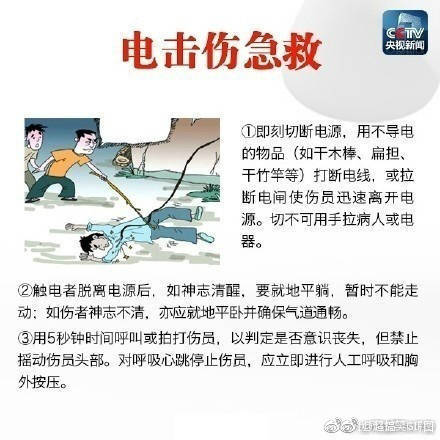 电击伤急救
CCTV
央视新闻
①即刻切断电源，用不导电
的物品（如干木棒、扁担、
干竹竿等）打断电线，或拉
断电闸使伤员迅速离开电
源。切不可用手拉病人或电
器。
②触电者脱离电源后，如神志清醒，要就地平躺，暂时不能走
动；如伤者神志不清，亦应就地平卧并确保气道通畅。
③用5秒钟时间呼叫或拍打伤员，以判定是否意识丧失，但禁止
摇动伤员头部。对呼吸心跳停止伤员，应立即进行人工呼吸和胸
外按压。